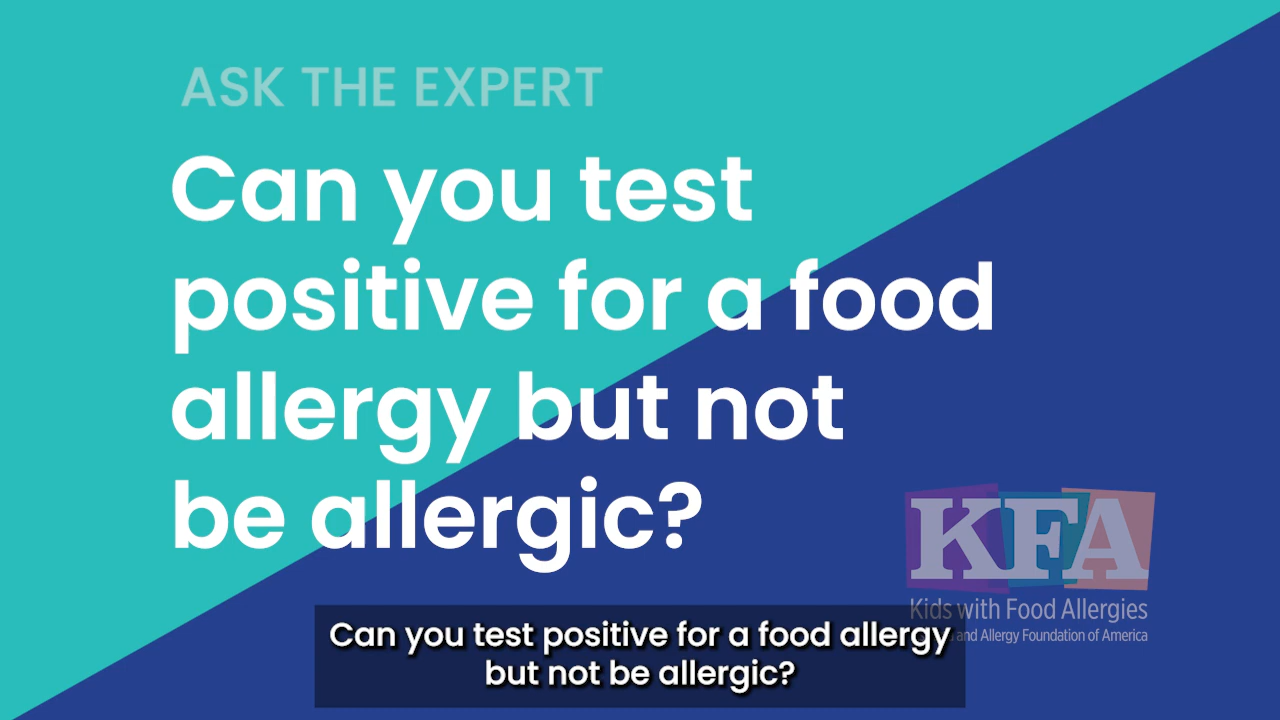 ASK THE EXPERT
Can you test
positive for a food
allergy but not
be allergic?
KFA
Kids with Food Allergies
and Allergy Foundation of America
Can you test positive for a food allergy
but not be allergic?